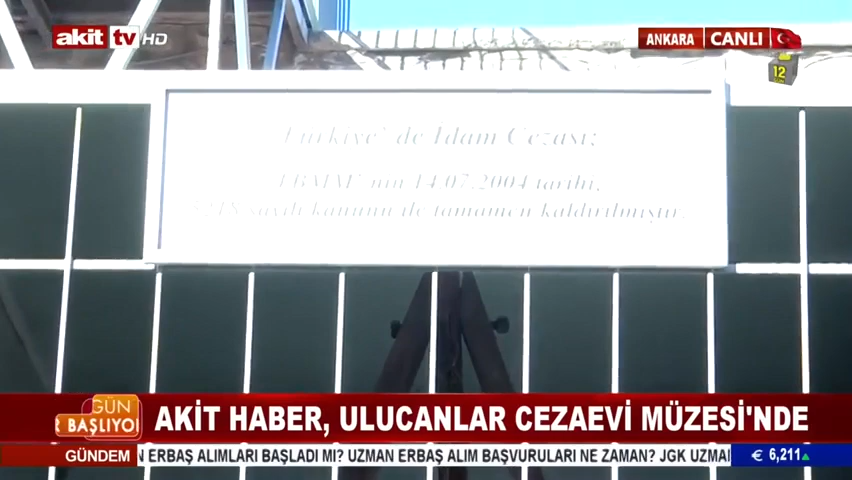 akit tv HD
ANKARA CANLI
12
Türkiye'de İdam Cezası;
TBMM'nin 14.07.2004 tarihi,
5218 sayılı kanunu ile tamamen kaldırılmıştır.
GÜN
R BAŞLIYOR
AKİT HABER, ULUCANLAR CEZAEVİ MÜZESİ'NDE
GÜNDEM
N ERBAŞ ALIMLARI BAŞLADI MI? UZMAN ERBAŞ ALIM BAŞVURULARI NE ZAMAN? JGK UZMA
€ 6,211